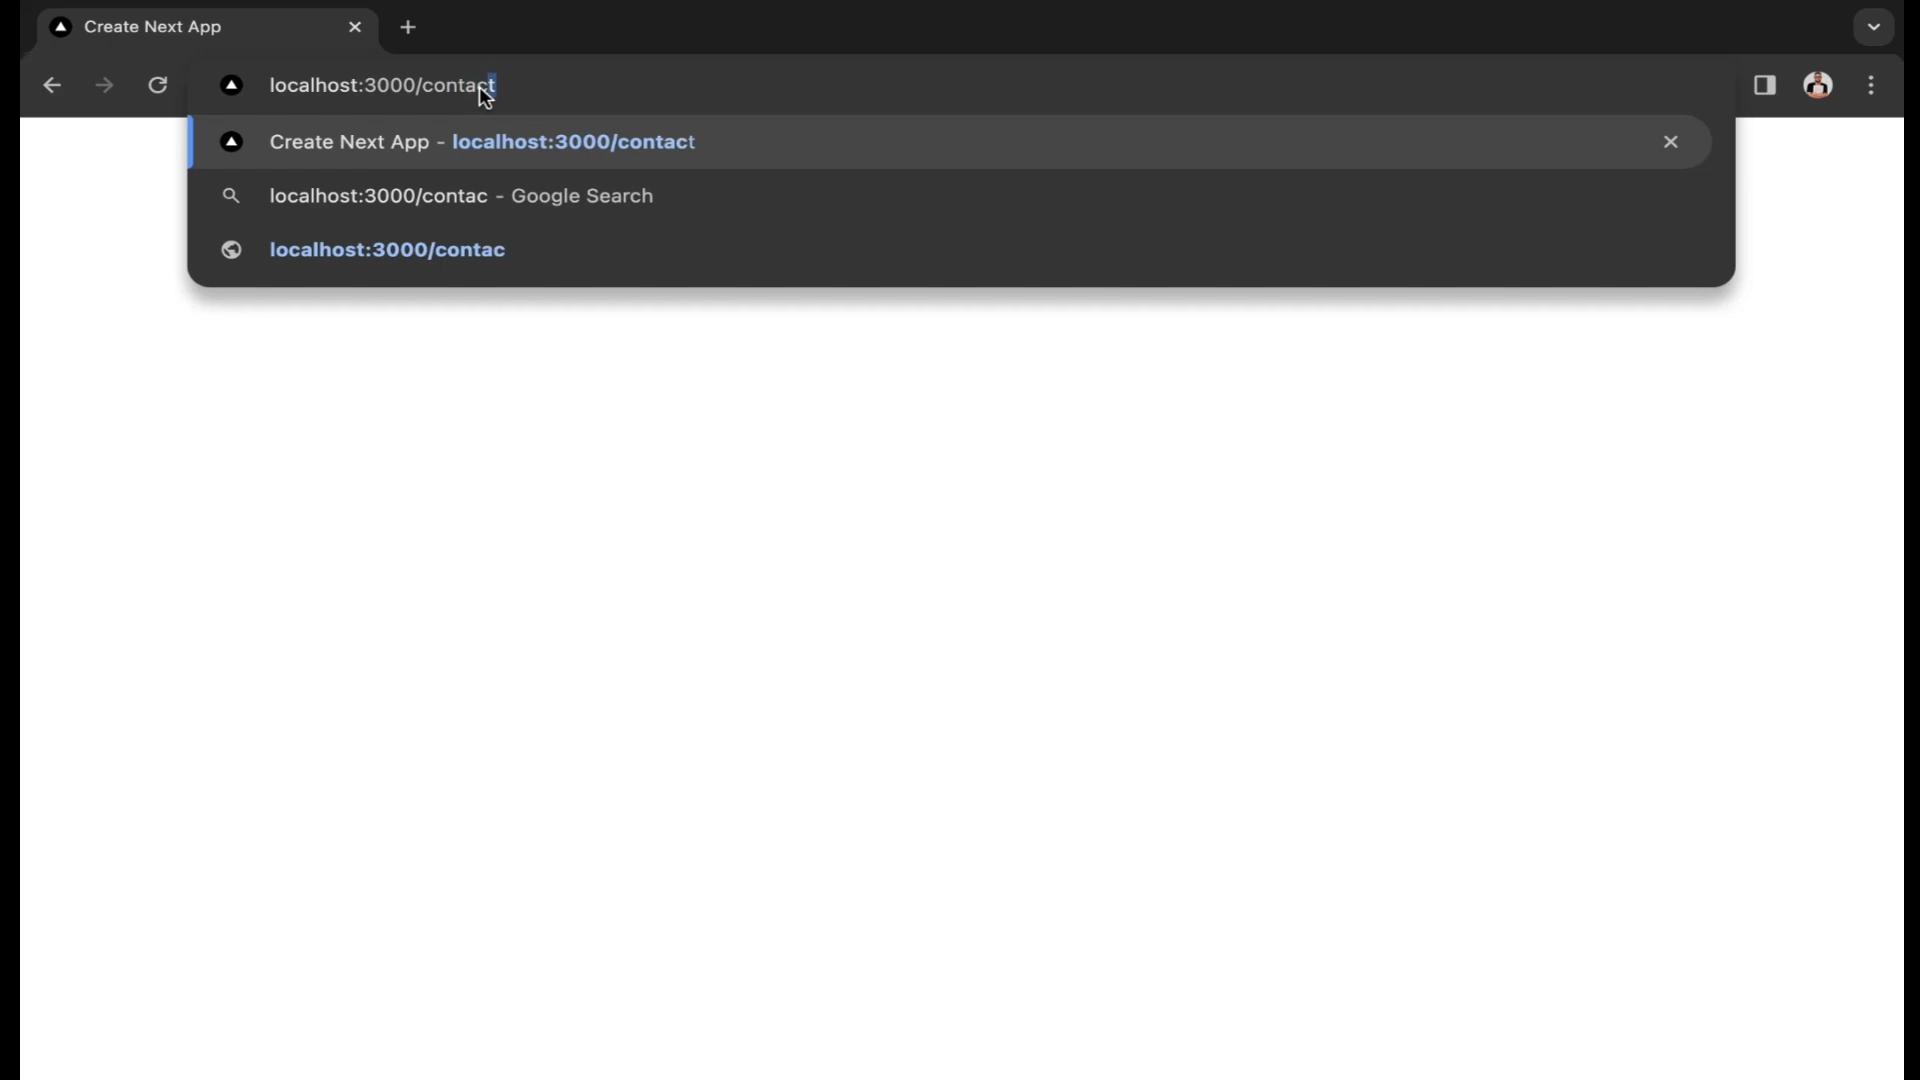 Create Next App
localhost:3000/contact
Create Next App - localhost:3000/contact
localhost:3000/contac - Google Search
localhost:3000/contac